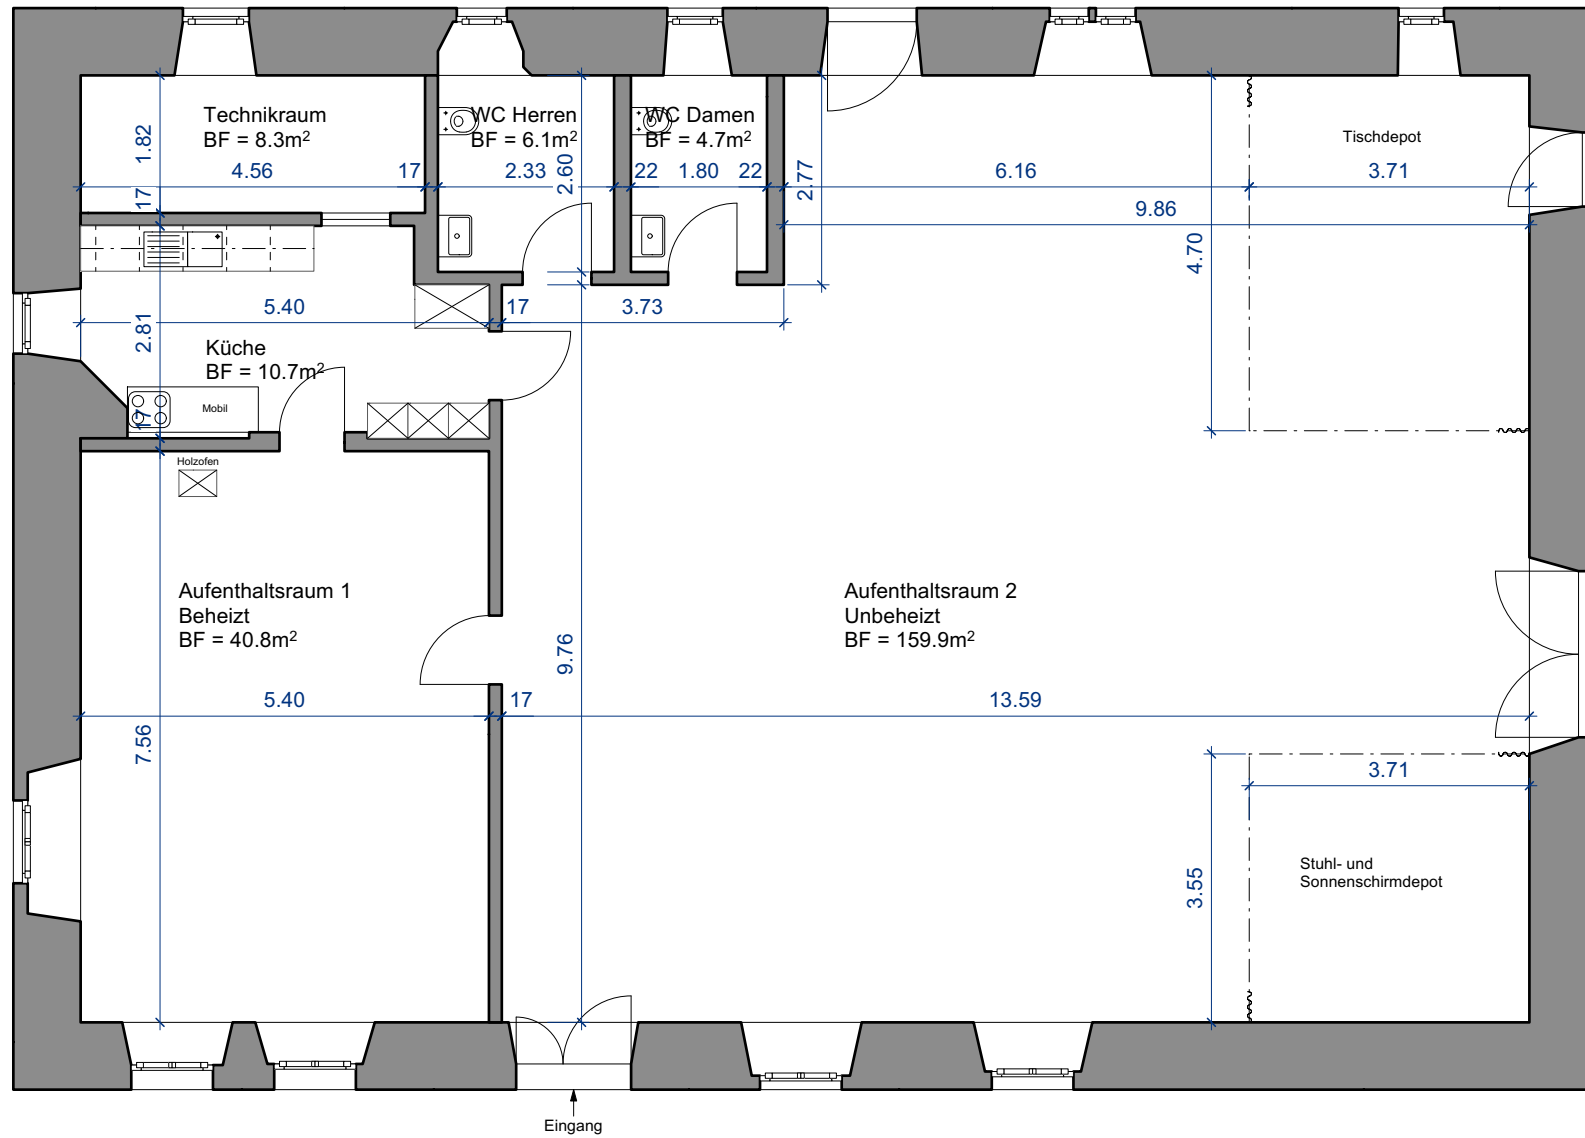 Technikraum
BF = 8.3m²
WC Herren
BF = 6.1m²
WC Damen
BF = 4.7m²
Tischdepot
1.82
4.56
17
2.33
2.60
22
1.80
22
2.77
6.16
3.71
17
9.86
4.70
5.40
17
3.73
2.81
Küche
BF = 10.7m²
Mobil
17
Holzofen
Aufenthaltsraum 1
Beheizt
BF = 40.8m²
Aufenthaltsraum 2
Unbeheizt
BF = 159.9m²
9.76
5.40
17
13.59
7.56
3.71
3.55
Stuhl- und
Sonnenschirmdepot
Eingang